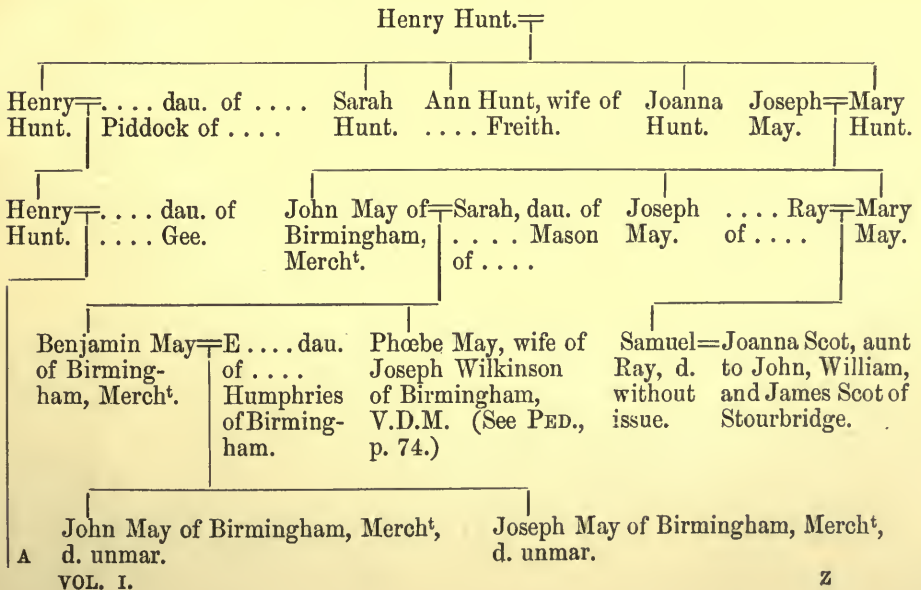 Henry Hunt.
Henry ⹀ . . . . dau. of . . . . Sarah Ann Hunt, wife of Joanna Joseph ⹀ Mary
Hunt. Piddock of . . . . Hunt. . . . . Freith. Hunt. May. Hunt.
Henry ⹀ . . . . dau. of John May of ⹀ Sarah, dau. of Joseph . . . . Ray ⹀ Mary
Hunt. . . . . Gee. Birmingham, . . . . Mason May. of . . . . May.
Mercht. of . . . .
Benjamin May ⹀ E . . . . dau. Phœbe May, wife of Samuel = Joanna Scot, aunt
of Birming- of . . . . Joseph Wilkinson Ray, d. to John, William,
ham, Mercht. Humphries of Birmingham, without and James Scot of
of Birming- V.D.M. (See PED., issue. Stourbridge.
ham. p. 74.)
John May of Birmingham, Mercht, Joseph May of Birmingham, Mercht,
A d. unmar. d. unmar.
VOL. I. Z